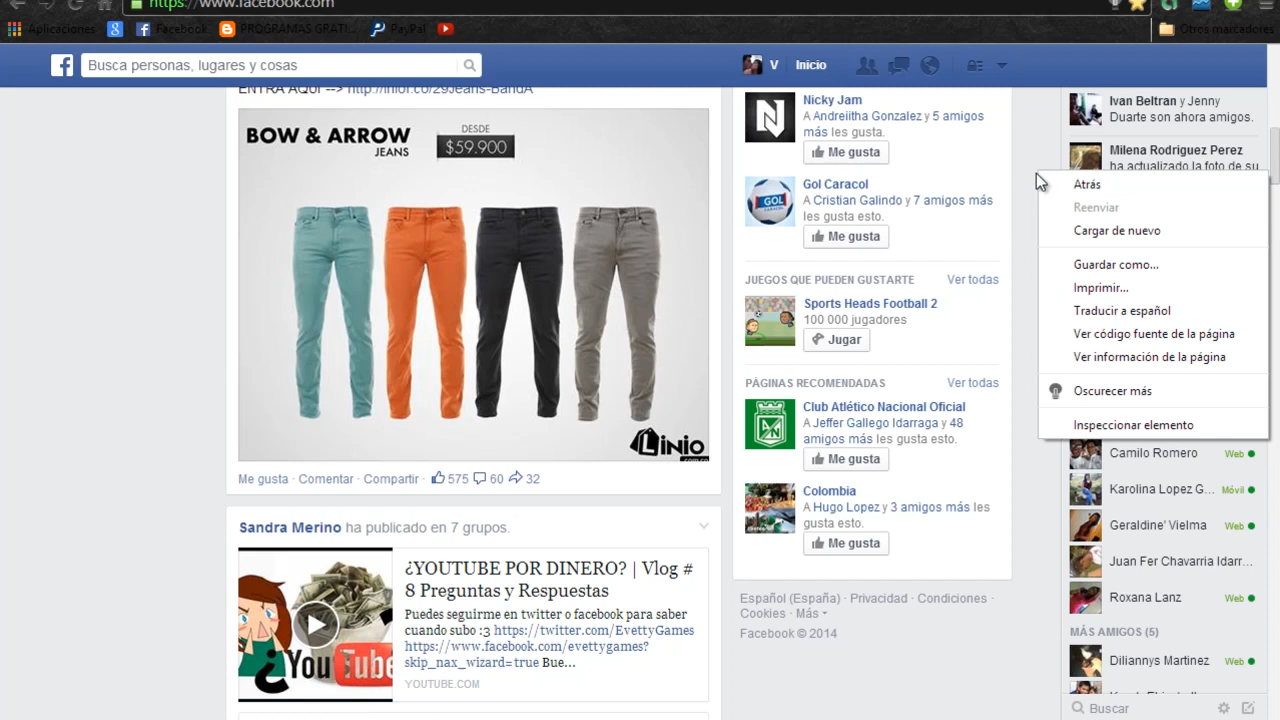 https://www.facebook.com
Aplicaciones
Facebook
PROGRAMAS GRATI...
PayPal
Otros marcadores
Busca personas, lugares y cosas
V
Inicio
ENTRA AQUÍ --> http://linior.co/29Jeans-BandA
BOW & ARROW
JEANS
DESDE
$59.900
LINIO
.com.co
Me gusta · Comentar · Compartir · 575 60 32
Sandra Merino ha publicado en 7 grupos.
¿YOUTUBE POR DINERO? | Vlog #
8 Preguntas y Respuestas
Puedes seguirme en twitter o facebook para saber
cuando subo :3 https://twitter.com/EvettyGames
https://www.facebook.com/evettygames?
skip_nax_wizard=true Bue...
YOUTUBE.COM
¿You Tube
Nicky Jam
A Andreiitha Gonzalez y 5 amigos
más les gusta.
Me gusta
Gol Caracol
A Cristian Galindo y 7 amigos más
les gusta esto.
Me gusta
GOL
CARACOL
JUEGOS QUE PUEDEN GUSTARTE
Ver todas
Sports Heads Football 2
100 000 jugadores
Jugar
PÁGINAS RECOMENDADAS
Ver todas
Club Atlético Nacional Oficial
A Jeffer Gallego Idarraga y 48
amigos más les gusta esto.
Me gusta
Colombia
A Hugo Lopez y 3 amigos más les
gusta esto.
Me gusta
Español (España) · Privacidad · Condiciones ·
Cookies · Más
Facebook © 2014
Ivan Beltran y Jenny
Duarte son ahora amigos.
Milena Rodriguez Perez
ha actualizado la foto de su
Atrás
Reenviar
Cargar de nuevo
Guardar como...
Imprimir...
Traducir a español
Ver código fuente de la página
Ver información de la página
Oscurecer más
Inspeccionar elemento
Camilo Romero Web
Karolina Lopez G... Móvil
Geraldine' Vielma Web
Juan Fer Chavarria Idarr...
Roxana Lanz Web
MÁS AMIGOS (5)
Diliannys Martinez Web
Buscar